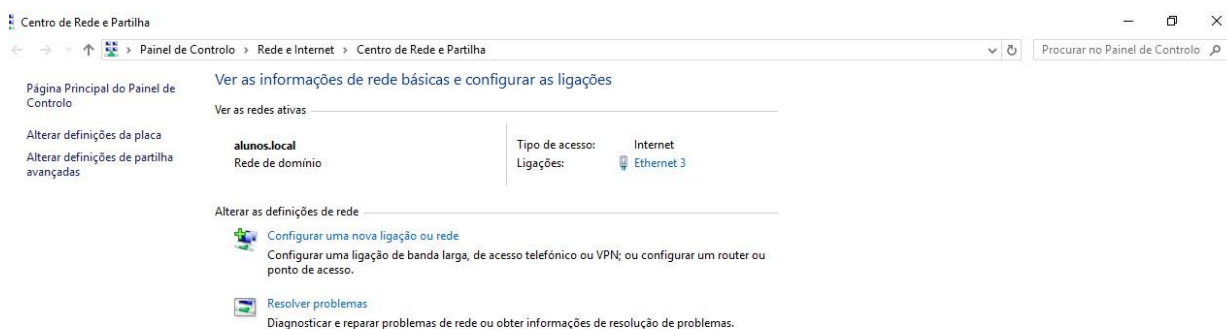 Centro de Rede e Partilha
Painel de Controlo > Rede e Internet > Centro de Rede e Partilha
Procurar no Painel de Controlo
Página Principal do Painel de
Controlo
Alterar definições da placa
Alterar definições de partilha
avançadas
Ver as informações de rede básicas e configurar as ligações
Ver as redes ativas
alunos.local
Rede de domínio
Tipo de acesso: Internet
Ligações: Ethernet 3
Alterar as definições de rede
Configurar uma nova ligação ou rede
Configurar uma ligação de banda larga, de acesso telefónico ou VPN; ou configurar um router ou
ponto de acesso.
Resolver problemas
Diagnosticar e reparar problemas de rede ou obter informações de resolução de problemas.